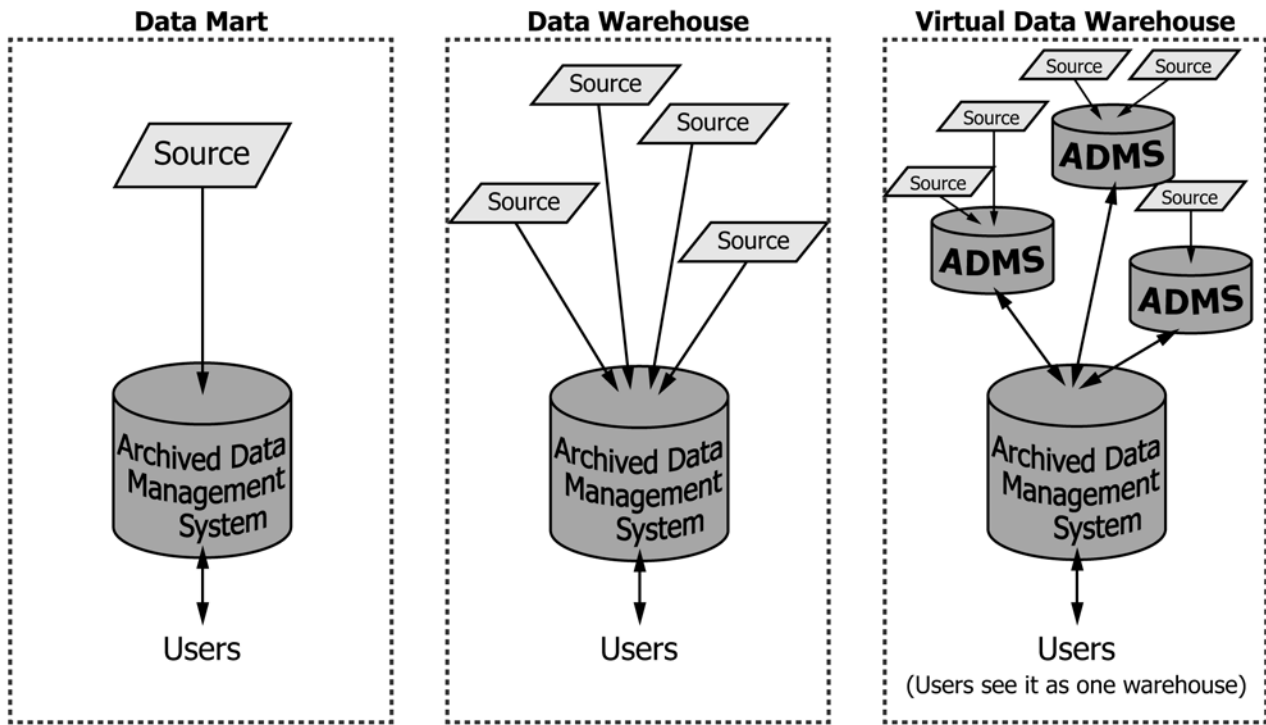 Data Mart
Source
Archived Data
Management
System
Users
Data Warehouse
Source
Source
Source
Source
Archived Data
Management
System
Users
Virtual Data Warehouse
Source
Source
Source
ADMS
Source
Source
ADMS
ADMS
Archived Data
Management
System
Users
(Users see it as one warehouse)